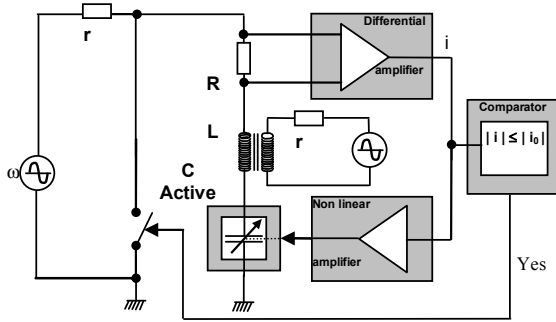 r
Differential
amplifier
i
R
Comparator
| i | ≤ | i₀ |
L
r
ω
C
Active
Non linear
amplifier
Yes